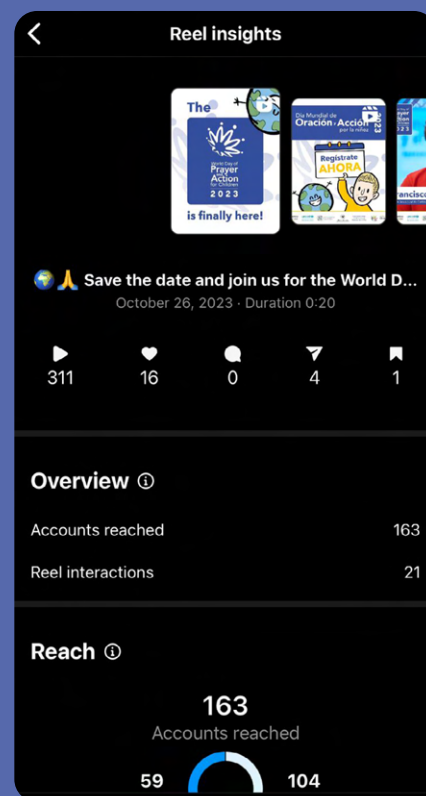 Reel insights
The
World Day of
Prayer
and
Action
for Children
2023
is finally here!
Día Mundial de
Oración y Acción
por la niñez
2023
Regístrate
AHORA
2023
Francisco
🌍🙏 Save the date and join us for the World D...
October 26, 2023 · Duration 0:20
311 16 0 4 1
Overview
Accounts reached 163
Reel interactions 21
Reach
163
Accounts reached
59 104